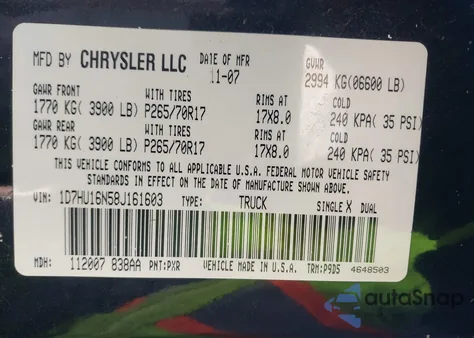 MFD BY CHRYSLER LLC DATE OF MFR GVWR
11-07 2994 KG(06600 LB)
GAWR FRONT WITH TIRES RIMS AT COLD
1770 KG( 3900 LB) P265/70R17 17X8.0 240 KPA( 35 PSI)
GAWR REAR WITH TIRES RIMS AT COLD
1770 KG( 3900 LB) P265/70R17 17X8.0 240 KPA( 35 PSI)
THIS VEHICLE CONFORMS TO ALL APPLICABLE U.S.A. FEDERAL MOTOR VEHICLE SAFETY
STANDARDS IN EFFECT ON THE DATE OF MANUFACTURE SHOWN ABOVE.
VIN: 1D7HU16N58J161603 TYPE: TRUCK SINGLE X DUAL
MDH: 112007 838AA PNT:PXR VEHICLE MADE IN U.S.A. TRM:P9D5 4648503
autoSnap